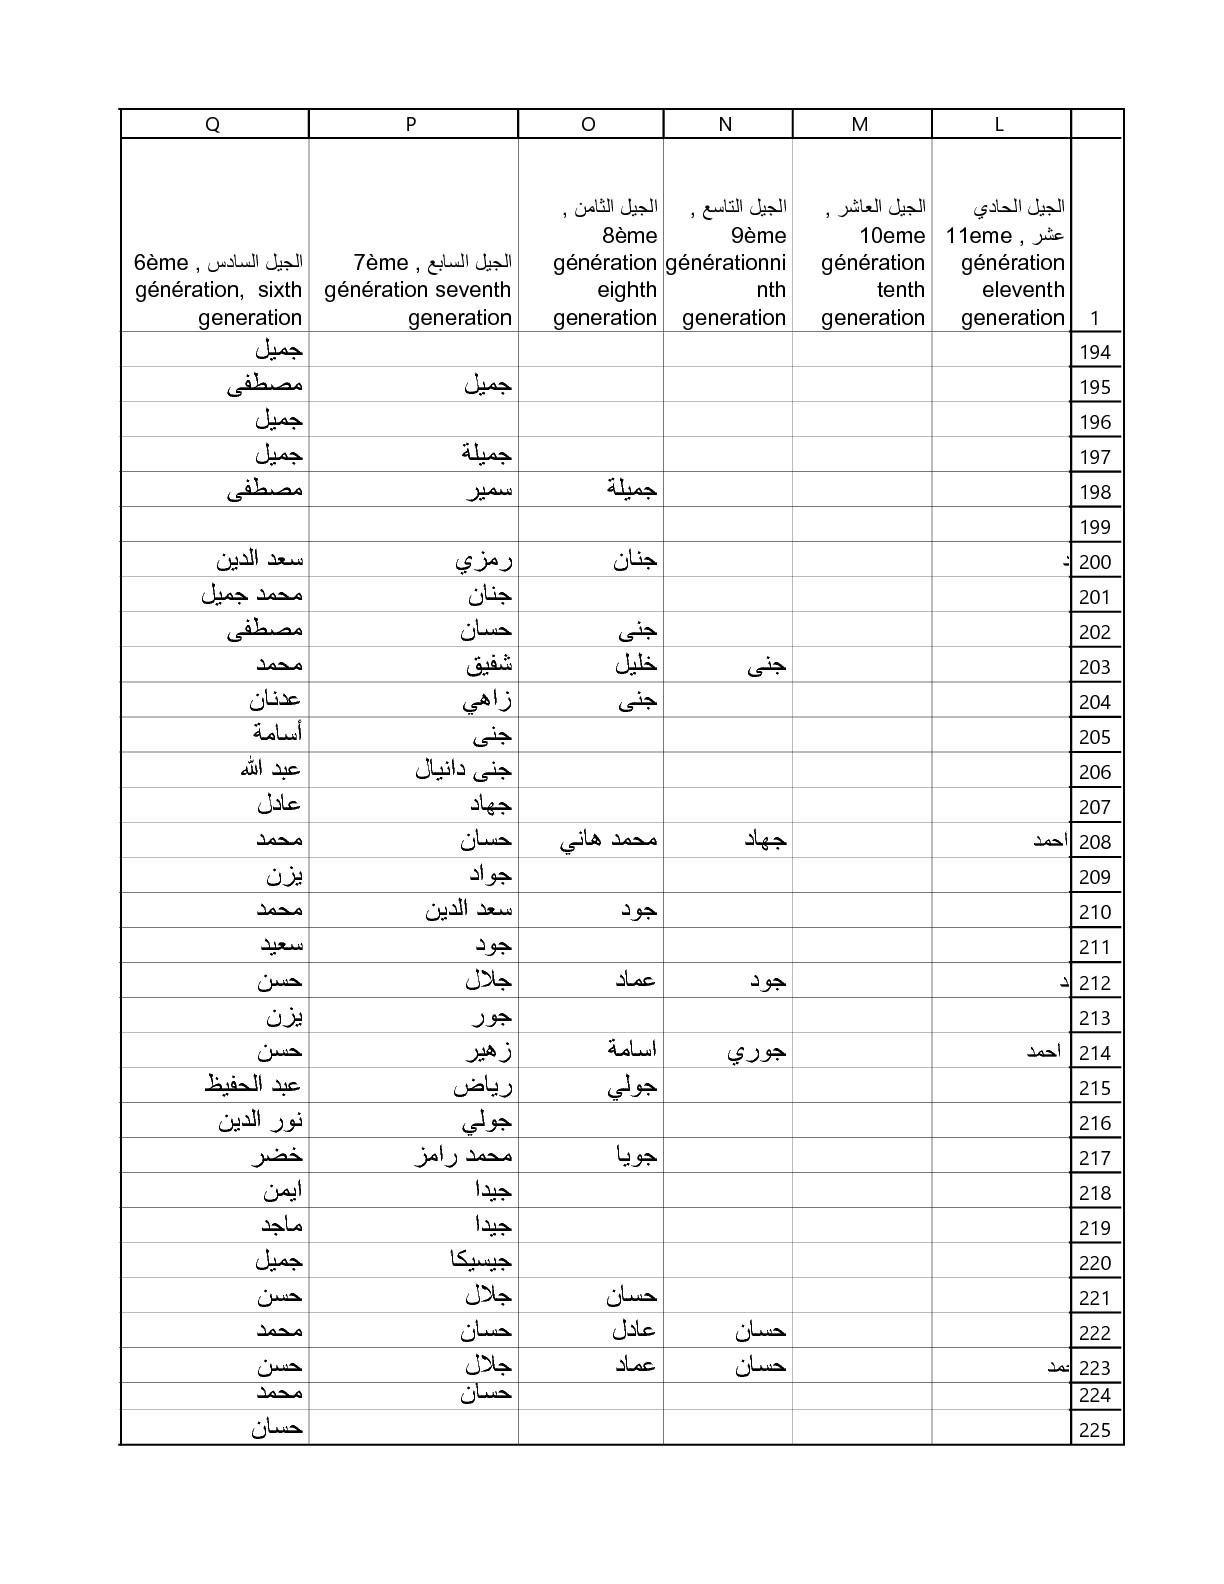 Q P O N M L
الجيل السادس , 6ème génération, sixth generation | الجيل السابع , 7ème génération seventh generation | الجيل الثامن , 8ème génération eighth generation | الجيل التاسع , 9ème générationni nth generation | الجيل العاشر , 10eme génération tenth generation | الجيل الحادي عشر , 11eme génération eleventh generation | 1
194 جميل
195 جميل مصطفى
196 جميل
197 جميلة جميل
198 جميلة سمير مصطفى
199
200 جنان رمزي سعد الدين
201 جنان محمد جميل
202 جنى حسان مصطفى
203 جنى خليل شفيق محمد
204 جنى زاهي عدنان
205 جنى أسامة
206 جنى دانيال عبد الله
207 جهاد عادل
208 احمد جهاد محمد هاني حسان محمد
209 جواد يزن
210 جود سعد الدين محمد
211 جود سعيد
212 جود عماد جلال حسن
213 جور يزن
214 احمد جوري اسامة زهير حسن
215 جولي رياض عبد الحفيظ
216 جولي نور الدين
217 جويا محمد رامز خضر
218 جيدا ايمن
219 جيدا ماجد
220 جيسيكا جميل
221 حسان جلال حسن
222 حسان عادل حسان محمد
223 حسان عماد جلال حسن
224 حسان محمد
225 حسان